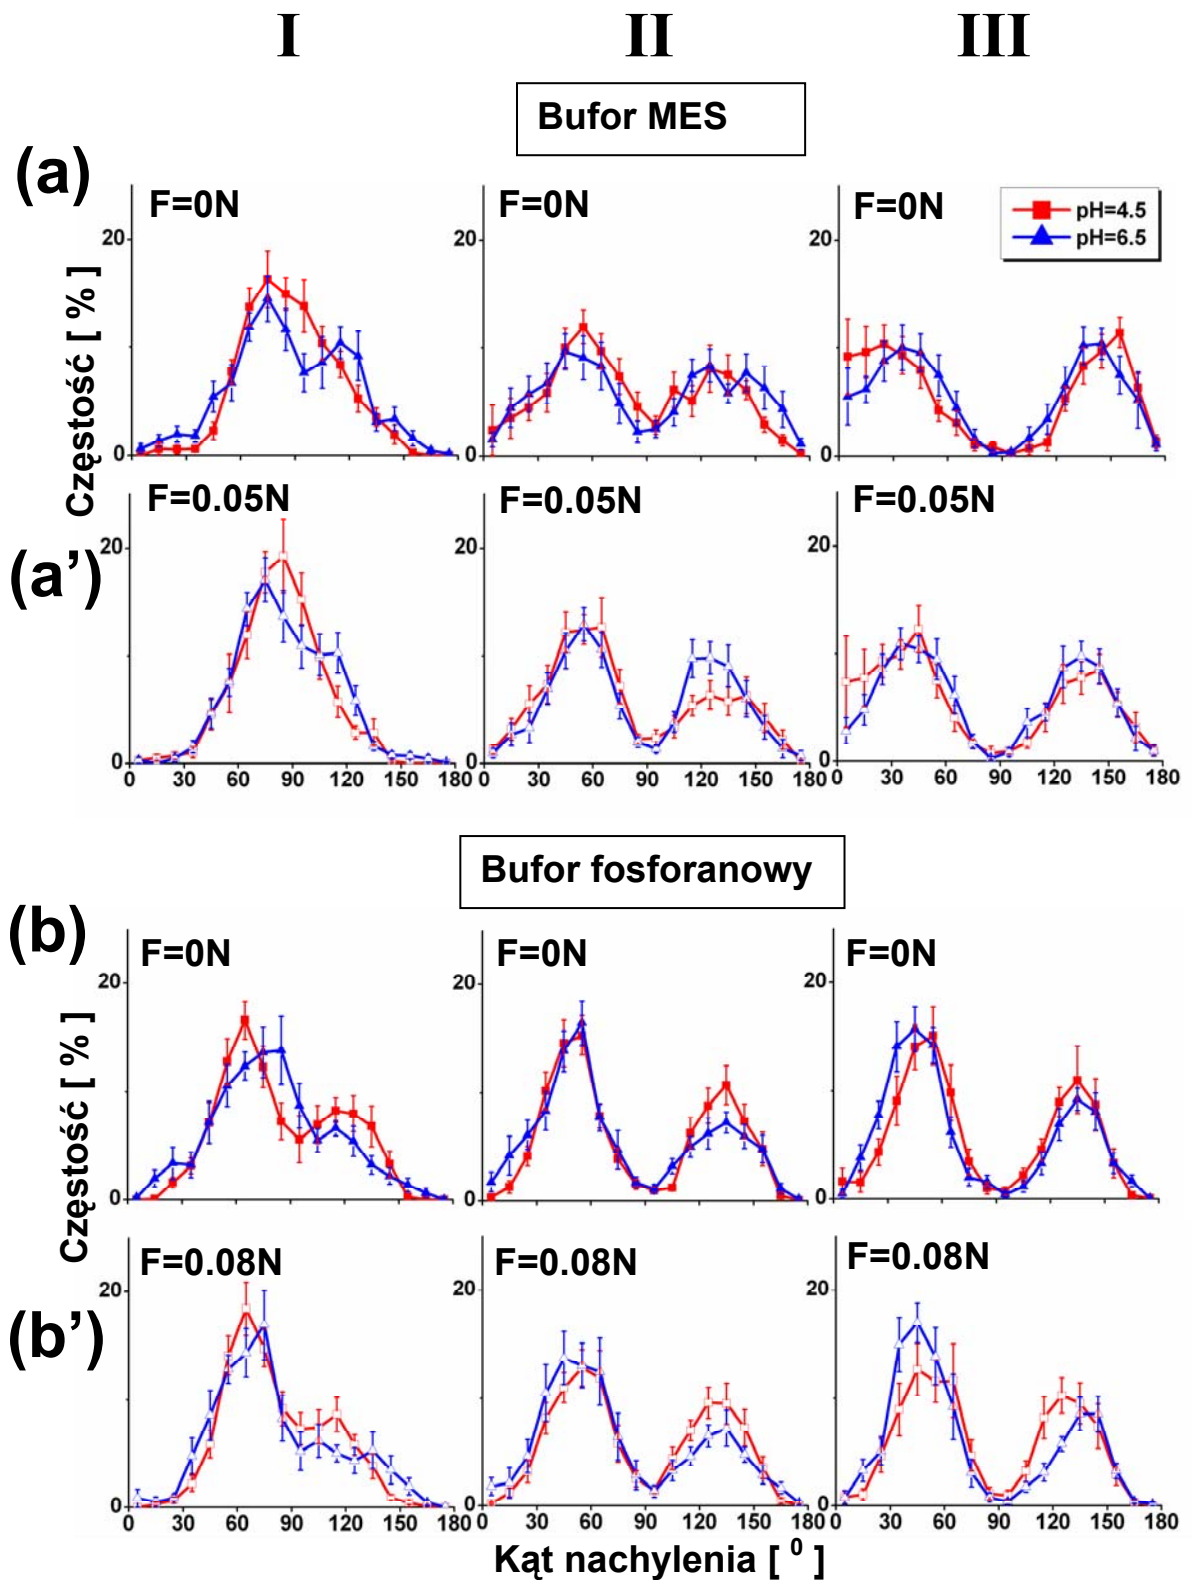 I II III
Bufor MES
(a)
F=0N F=0N F=0N
pH=4.5
pH=6.5
20 20 20
0 0 0
Częstość [ % ]
(a’)
F=0.05N F=0.05N F=0.05N
20 20 20
0 0 0
0 30 60 90 120 150 180 0 30 60 90 120 150 180 0 30 60 90 120 150 180
Bufor fosforanowy
(b)
F=0N F=0N F=0N
20 20 20
0 0 0
Częstość [ % ]
(b’)
F=0.08N F=0.08N F=0.08N
20 20 20
0 0 0
0 30 60 90 120 150 180 0 30 60 90 120 150 180 0 30 60 90 120 150 180
Kąt nachylenia [ ⁰ ]